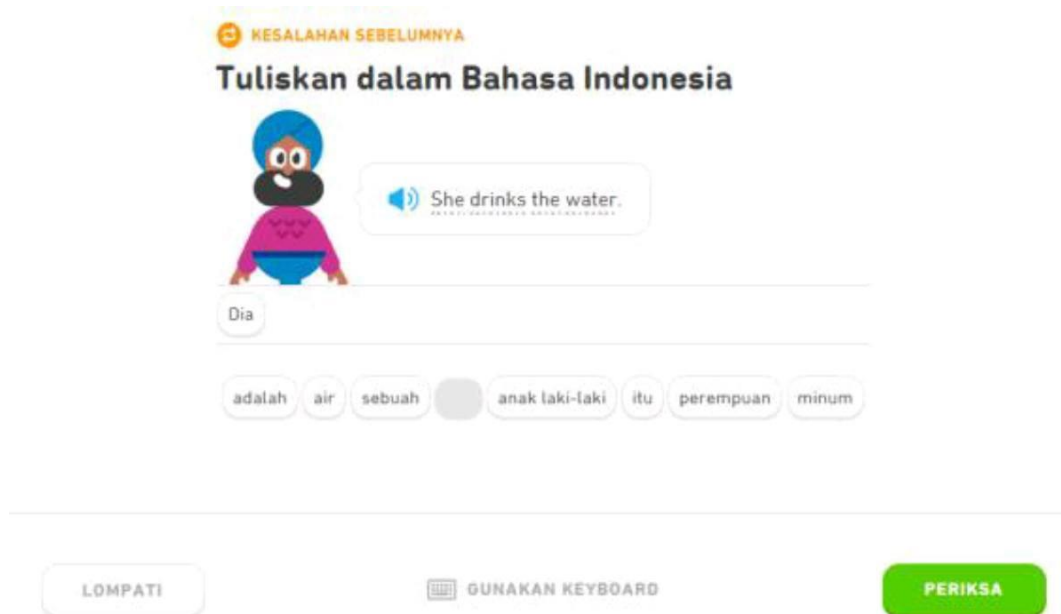 KESALAHAN SEBELUMNYA
Tuliskan dalam Bahasa Indonesia
She drinks the water.
Dia
adalah air sebuah anak laki-laki itu perempuan minum
LOMPATI GUNAKAN KEYBOARD PERIKSA